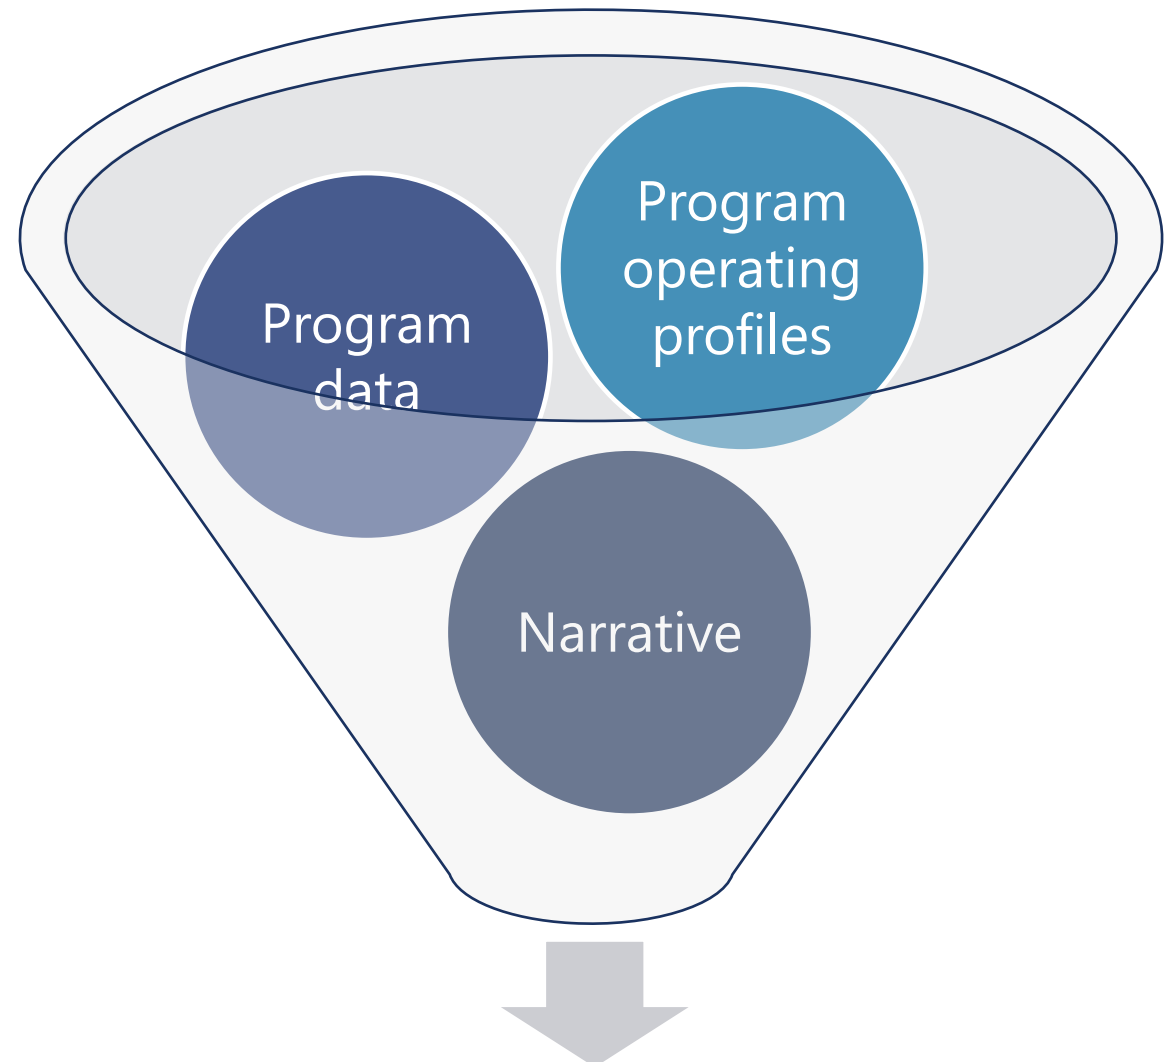 Program
operating
profiles
Program
data
Narrative